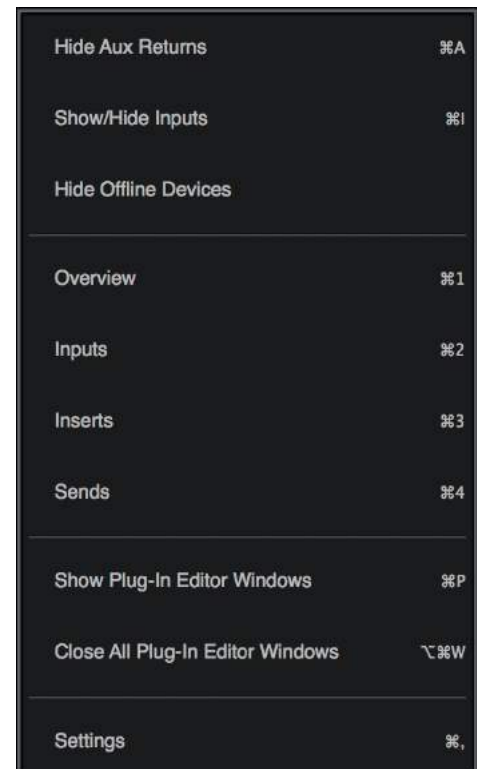 Hide Aux Returns ⌘A
Show/Hide Inputs ⌘I
Hide Offline Devices
Overview ⌘1
Inputs ⌘2
Inserts ⌘3
Sends ⌘4
Show Plug-In Editor Windows ⌘P
Close All Plug-In Editor Windows ⌥⌘W
Settings ⌘,